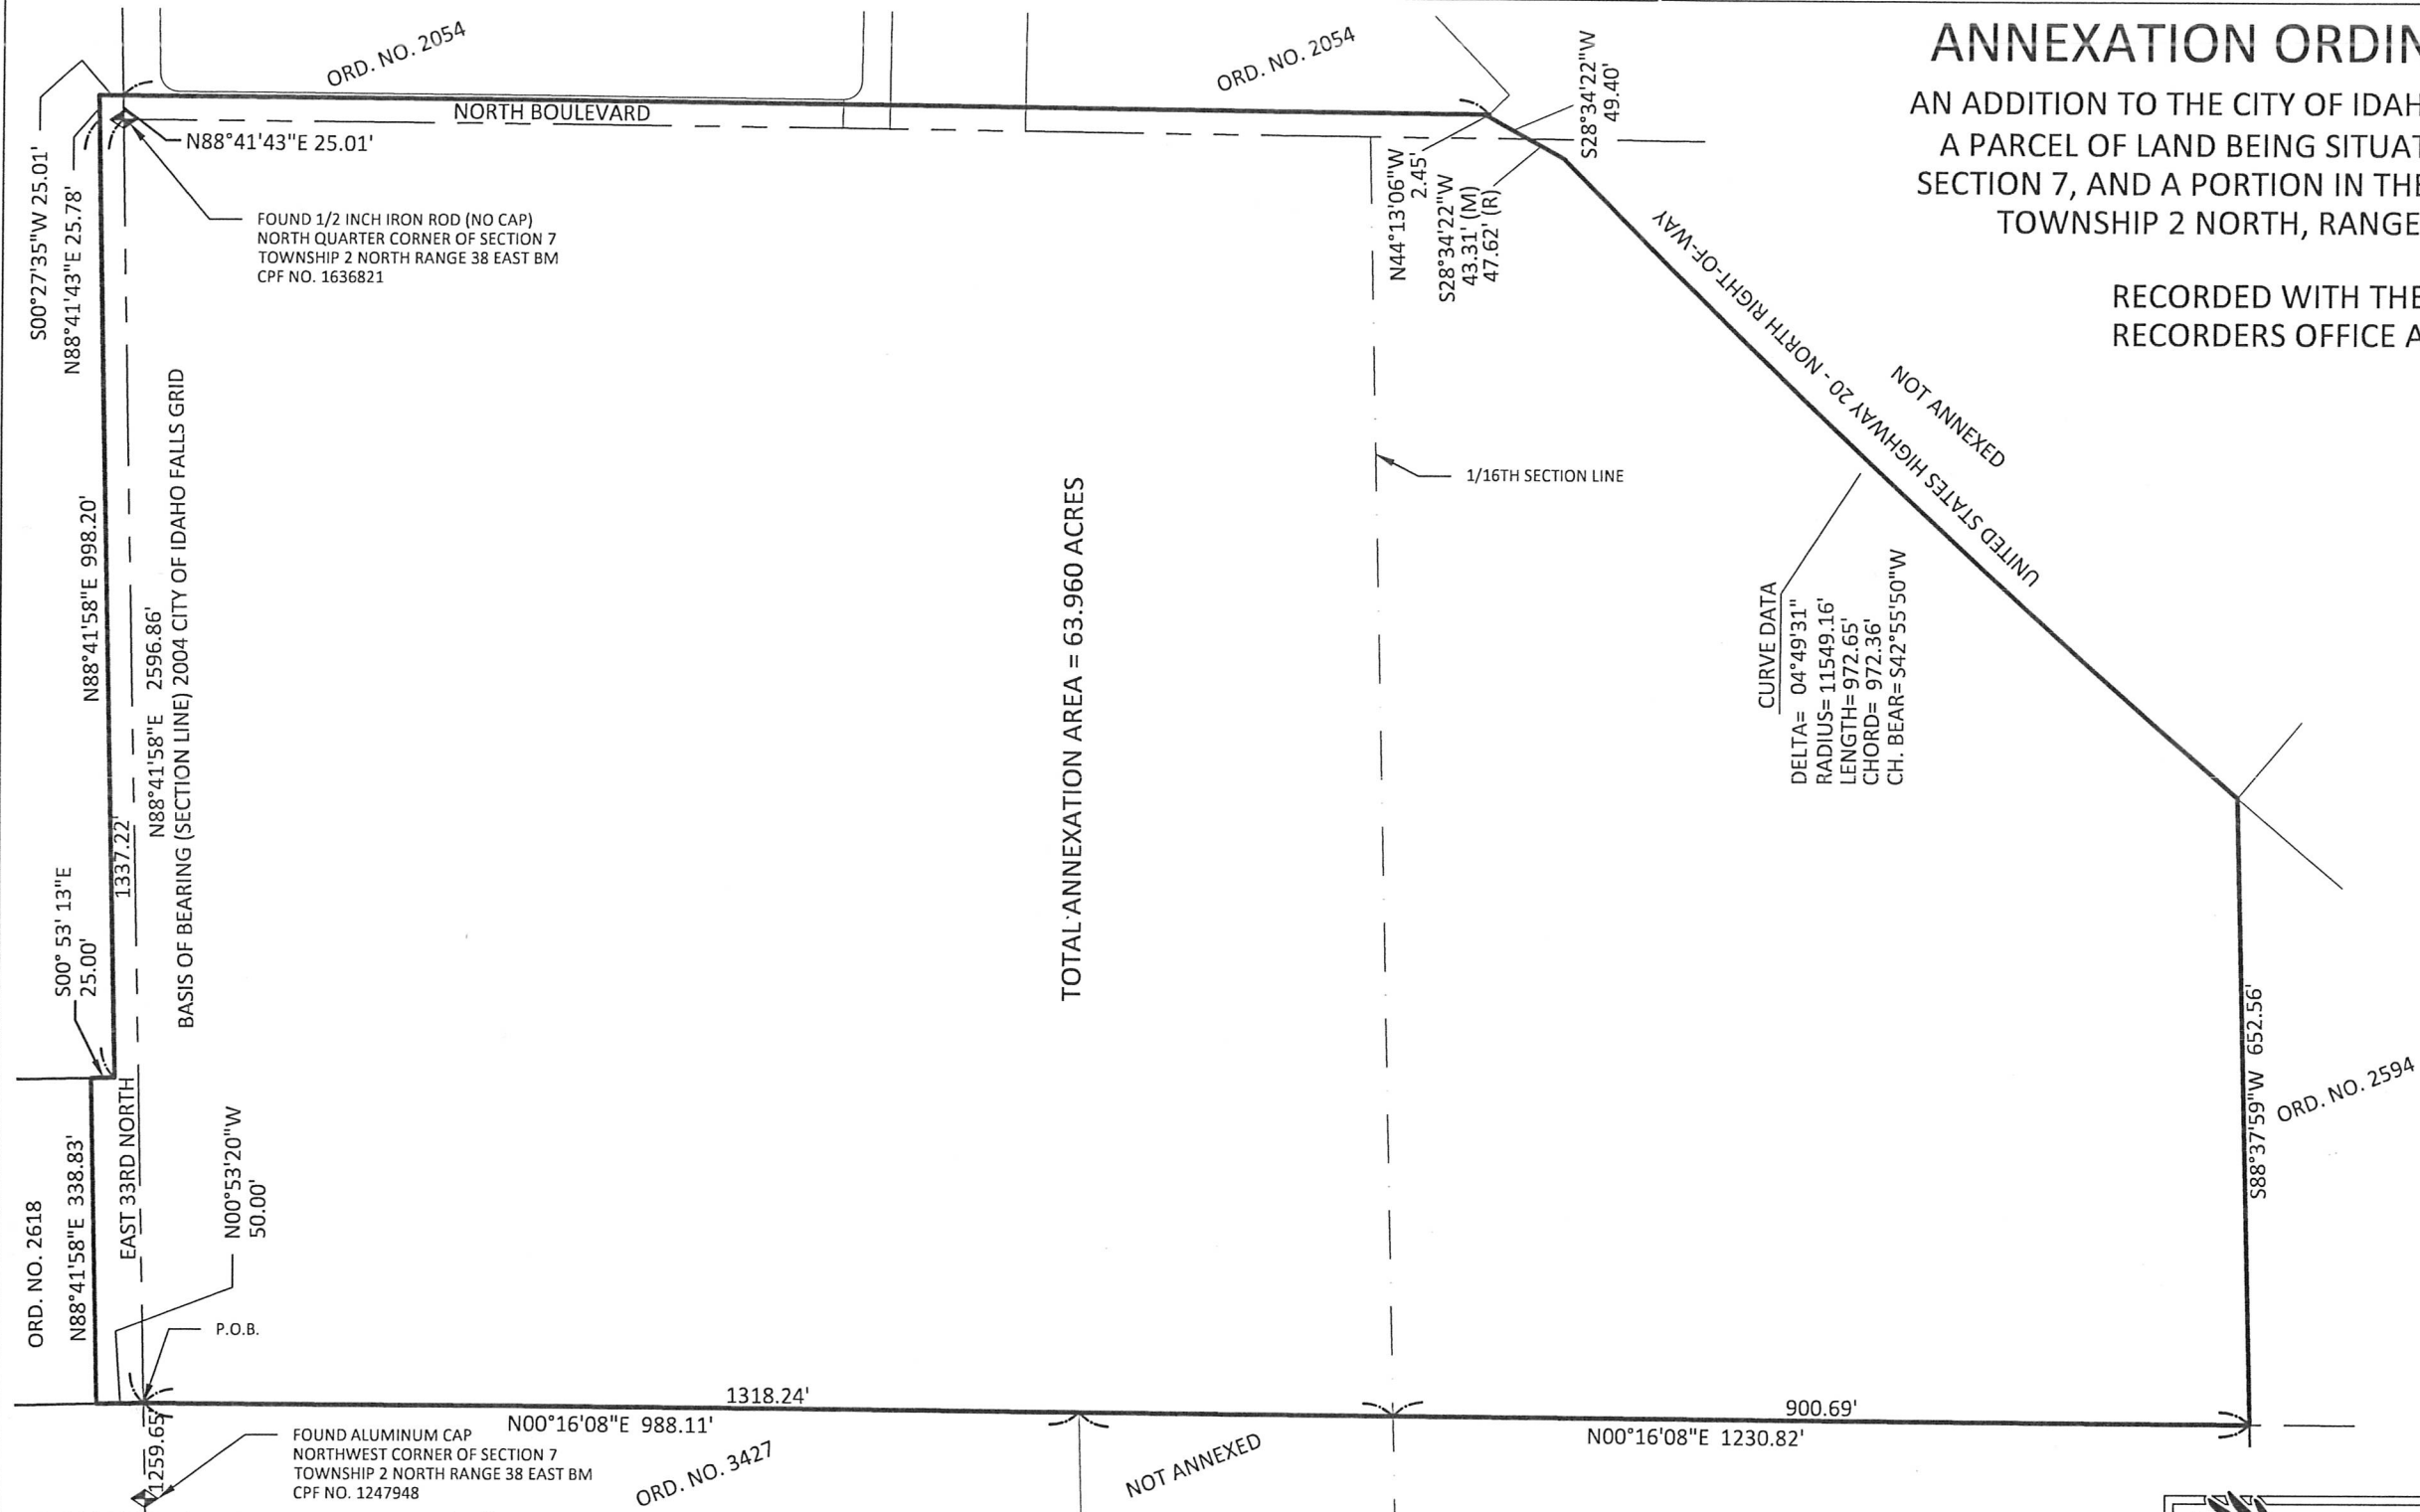 ANNEXATION ORDIN
AN ADDITION TO THE CITY OF IDAH
A PARCEL OF LAND BEING SITUAT
SECTION 7, AND A PORTION IN THE
TOWNSHIP 2 NORTH, RANGE
RECORDED WITH THE
RECORDERS OFFICE A
ORD. NO. 2054
ORD. NO. 2054
NORTH BOULEVARD
N88°41'43"E 25.01'
S00°27'35"W 25.01'
N88°41'43"E 25.78'
FOUND 1/2 INCH IRON ROD (NO CAP)
NORTH QUARTER CORNER OF SECTION 7
TOWNSHIP 2 NORTH RANGE 38 EAST BM
CPF NO. 1636821
S28°34'22"W
49.40'
N44°13'06"W
2.45'
S28°34'22"W
43.31' (M)
47.62' (R)
UNITED STATES HIGHWAY 20 - NORTH RIGHT-OF-WAY
NOT ANNEXED
1/16TH SECTION LINE
N88°41'58"E 998.20'
1337.22'
N88°41'58"E 2596.86'
BASIS OF BEARING (SECTION LINE) 2004 CITY OF IDAHO FALLS GRID
TOTAL ANNEXATION AREA = 63.960 ACRES
CURVE DATA
DELTA= 04°49'31"
RADIUS= 11549.16'
LENGTH= 972.65'
CHORD= 972.36'
CH. BEAR= S42°55'50"W
S00° 53' 13"E
25.00'
ORD. NO. 2618
N88°41'58"E 338.83'
EAST 33RD NORTH
N00°53'20"W
50.00'
P.O.B.
S88°37'59"W 652.56'
ORD. NO. 2594
1318.24'
N00°16'08"E 988.11'
900.69'
N00°16'08"E 1230.82'
1259.65'
FOUND ALUMINUM CAP
NORTHWEST CORNER OF SECTION 7
TOWNSHIP 2 NORTH RANGE 38 EAST BM
CPF NO. 1247948
ORD. NO. 3427
NOT ANNEXED